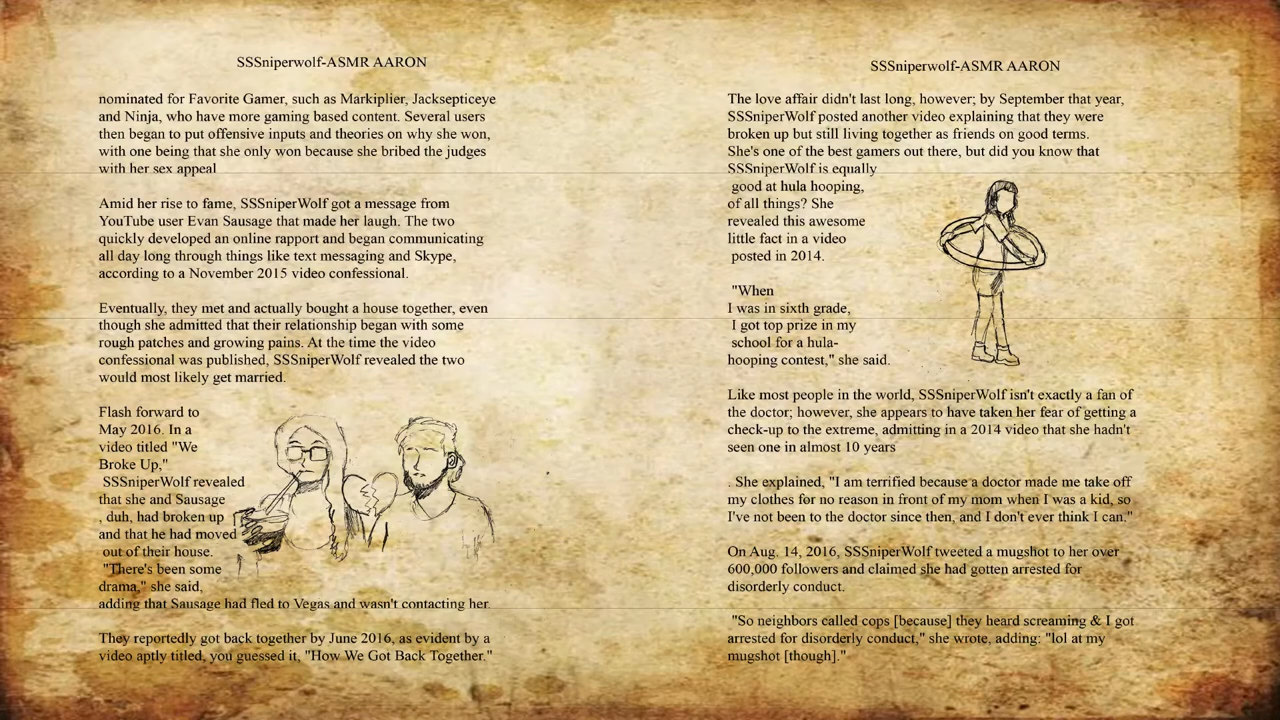 SSSniperwolf-ASMR AARON
nominated for Favorite Gamer, such as Markiplier, Jacksepticeye
and Ninja, who have more gaming based content. Several users
then began to put offensive inputs and theories on why she won,
with one being that she only won because she bribed the judges
with her sex appeal
Amid her rise to fame, SSSniperWolf got a message from
YouTube user Evan Sausage that made her laugh. The two
quickly developed an online rapport and began communicating
all day long through things like text messaging and Skype,
according to a November 2015 video confessional.
Eventually, they met and actually bought a house together, even
though she admitted that their relationship began with some
rough patches and growing pains. At the time the video
confessional was published, SSSniperWolf revealed the two
would most likely get married.
Flash forward to
May 2016. In a
video titled "We
Broke Up,"
SSSniperWolf revealed
that she and Sausage
, duh, had broken up
and that he had moved
out of their house.
"There's been some
drama," she said,
adding that Sausage had fled to Vegas and wasn't contacting her.
They reportedly got back together by June 2016, as evident by a
video aptly titled, you guessed it, "How We Got Back Together."
SSSniperwolf-ASMR AARON
The love affair didn't last long, however; by September that year,
SSSniperWolf posted another video explaining that they were
broken up but still living together as friends on good terms.
She's one of the best gamers out there, but did you know that
SSSniperWolf is equally
good at hula hooping,
of all things? She
revealed this awesome
little fact in a video
posted in 2014.
"When
I was in sixth grade,
I got top prize in my
school for a hula-
hooping contest," she said.
Like most people in the world, SSSniperWolf isn't exactly a fan of
the doctor; however, she appears to have taken her fear of getting a
check-up to the extreme, admitting in a 2014 video that she hadn't
seen one in almost 10 years
. She explained, "I am terrified because a doctor made me take off
my clothes for no reason in front of my mom when I was a kid, so
I've not been to the doctor since then, and I don't ever think I can."
On Aug. 14, 2016, SSSniperWolf tweeted a mugshot to her over
600,000 followers and claimed she had gotten arrested for
disorderly conduct.
"So neighbors called cops [because] they heard screaming & I got
arrested for disorderly conduct," she wrote, adding: "lol at my
mugshot [though]."